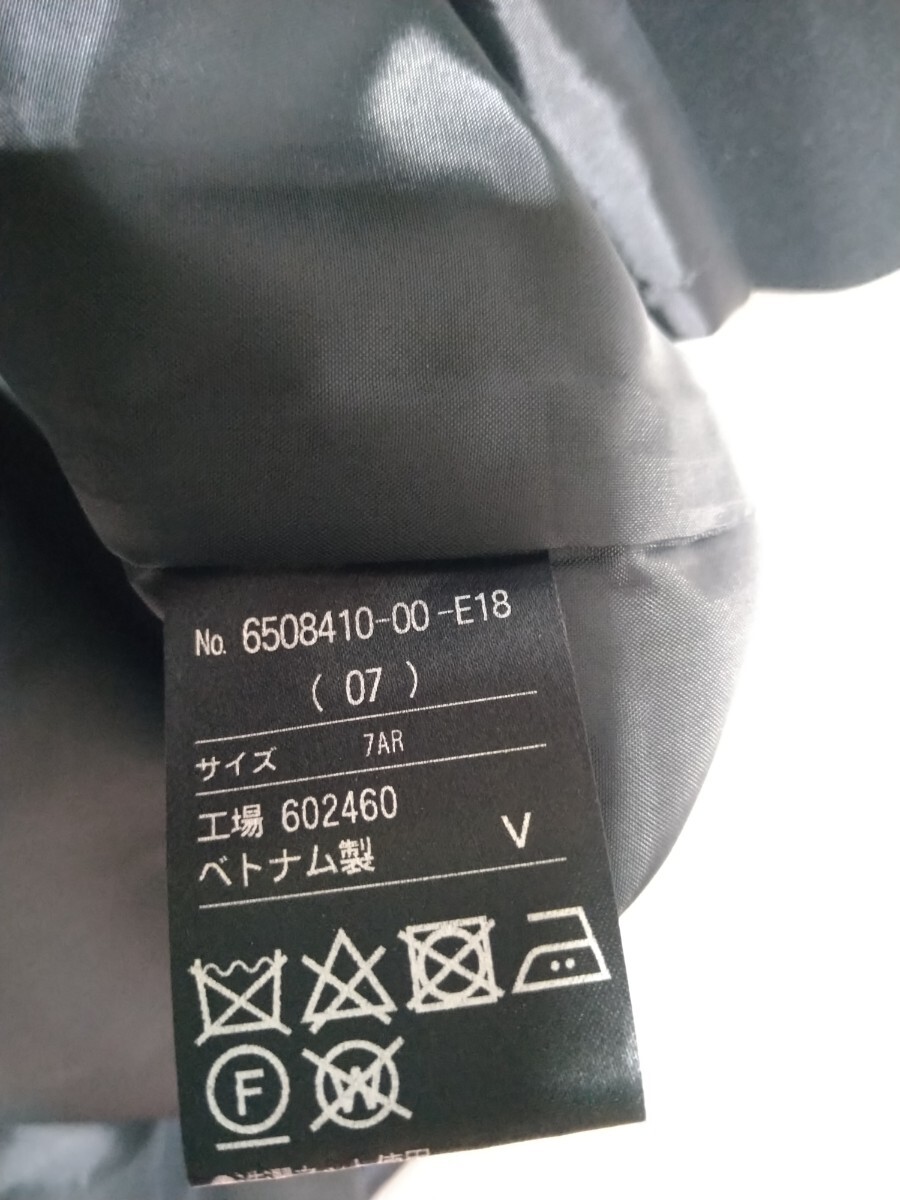 No. 6508410-00-E18
( 07 )
サイズ 7AR
工場 602460
ベトナム製 V
F
W